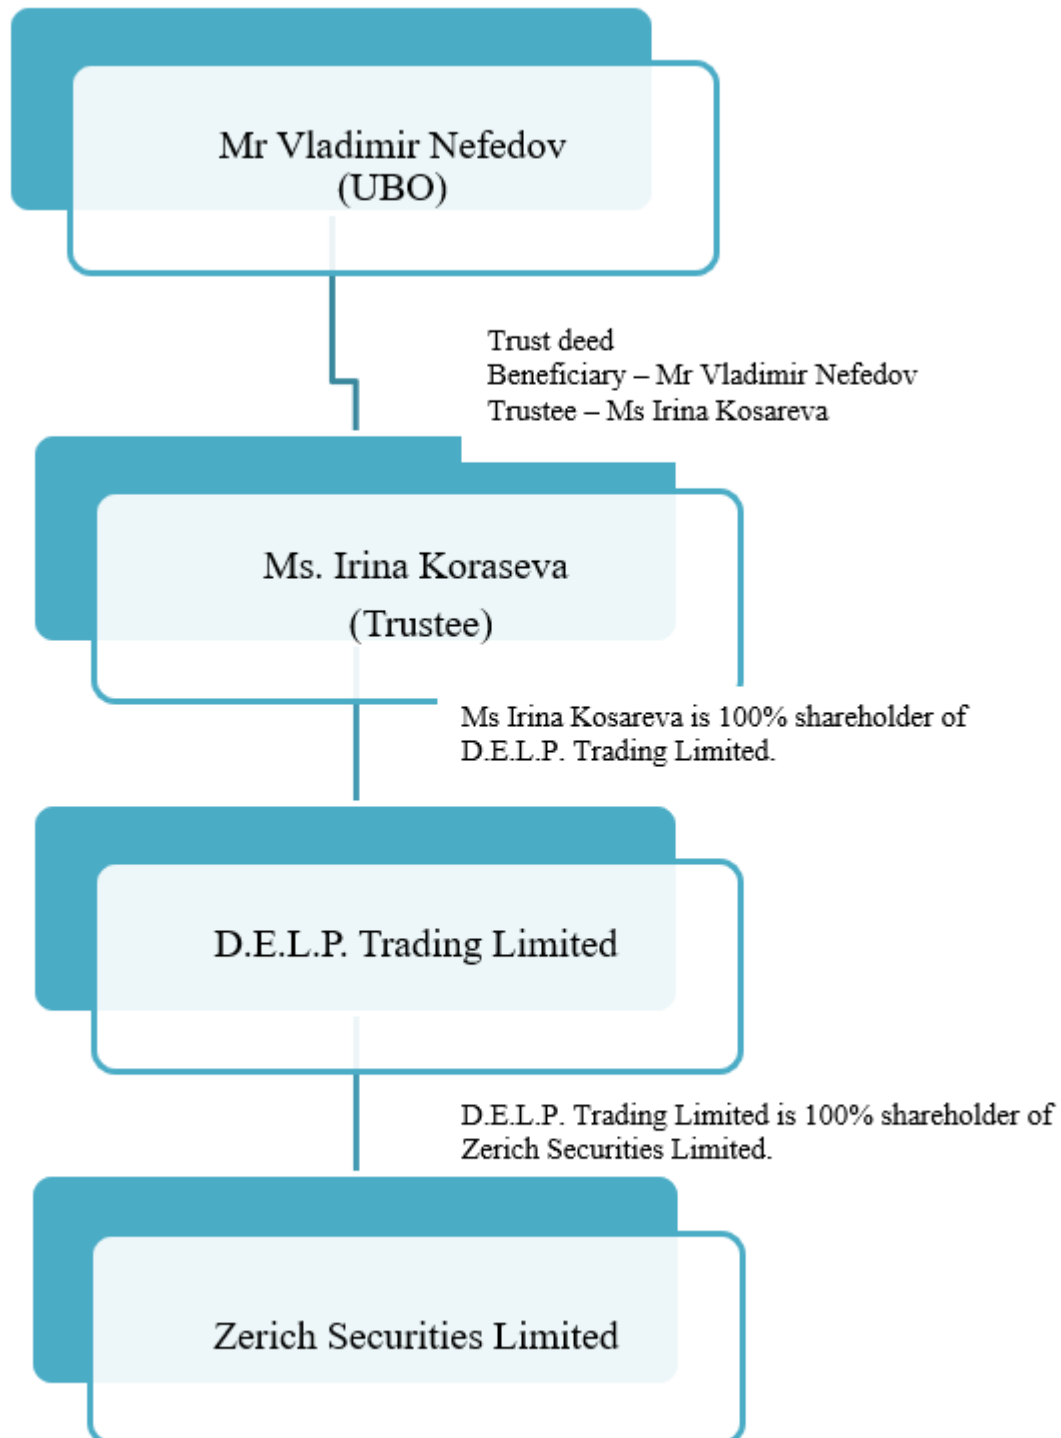 Mr Vladimir Nefedov
(UBO)
Trust deed
Beneficiary – Mr Vladimir Nefedov
Trustee – Ms Irina Kosareva
Ms. Irina Koraseva
(Trustee)
Ms Irina Kosareva is 100% shareholder of
D.E.L.P. Trading Limited.
D.E.L.P. Trading Limited
D.E.L.P. Trading Limited is 100% shareholder of
Zerich Securities Limited.
Zerich Securities Limited